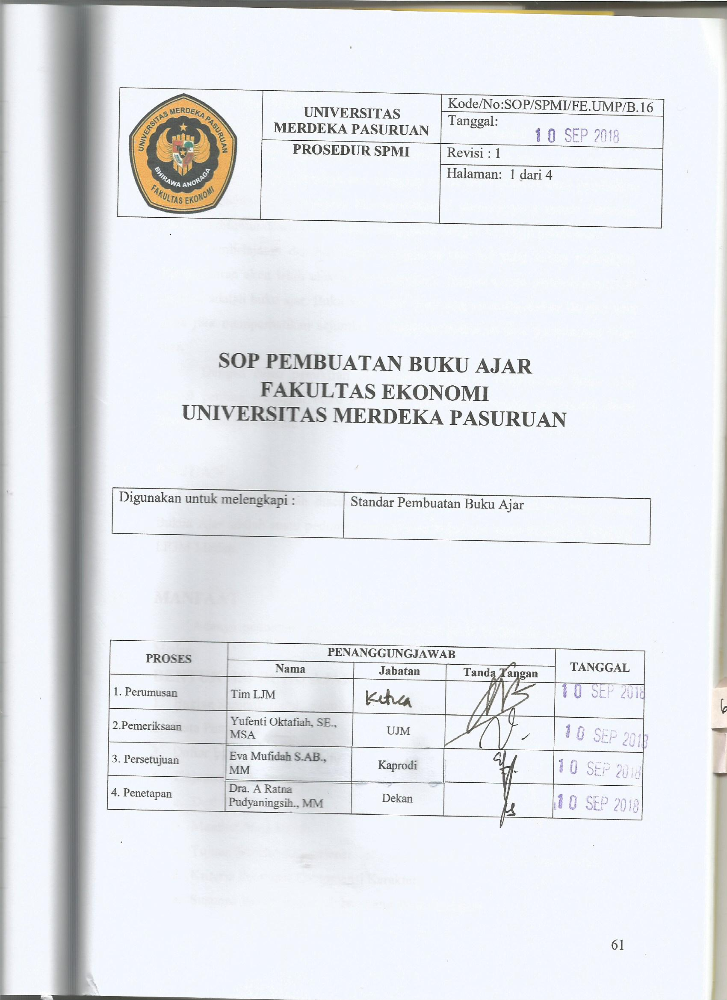 UNIVERSITAS MERDEKA PASURUAN
BHIRAWA ANORAGA
FAKULTAS EKONOMI
UNIVERSITAS
MERDEKA PASURUAN
PROSEDUR SPMI
Kode/No:SOP/SPMI/FE.UMP/B.16
Tanggal:
10 SEP 2018
Revisi : 1
Halaman: 1 dari 4
SOP PEMBUATAN BUKU AJAR
FAKULTAS EKONOMI
UNIVERSITAS MERDEKA PASURUAN
Digunakan untuk melengkapi :
Standar Pembuatan Buku Ajar
PROSES
PENANGGUNGJAWAB
TANGGAL
Nama
Jabatan
Tanda Tangan
1. Perumusan
Tim LJM
Ketua
10 SEP 2018
2.Pemeriksaan
Yufenti Oktafiah, SE.,
MSA
UJM
10 SEP 2018
3. Persetujuan
Eva Mufidah S.AB.,
MM
Kaprodi
10 SEP 2018
4. Penetapan
Dra. A Ratna
Pudyaningsih., MM
Dekan
10 SEP 2018
61